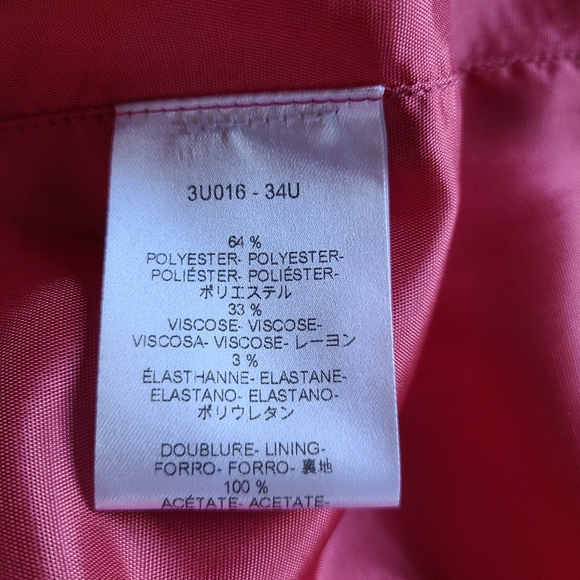 3U016 - 34U
64 %
POLYESTER- POLYESTER-
POLIÉSTER- POLIÉSTER-
ポリエステル
33 %
VISCOSE- VISCOSE-
VISCOSA- VISCOSE- レーヨン
3 %
ÉLASTHANNE- ELASTANE-
ELASTANO- ELASTANO-
ポリウレタン
DOUBLURE- LINING-
FORRO- FORRO- 裏地
100 %
ACÉTATE- ACETATE-